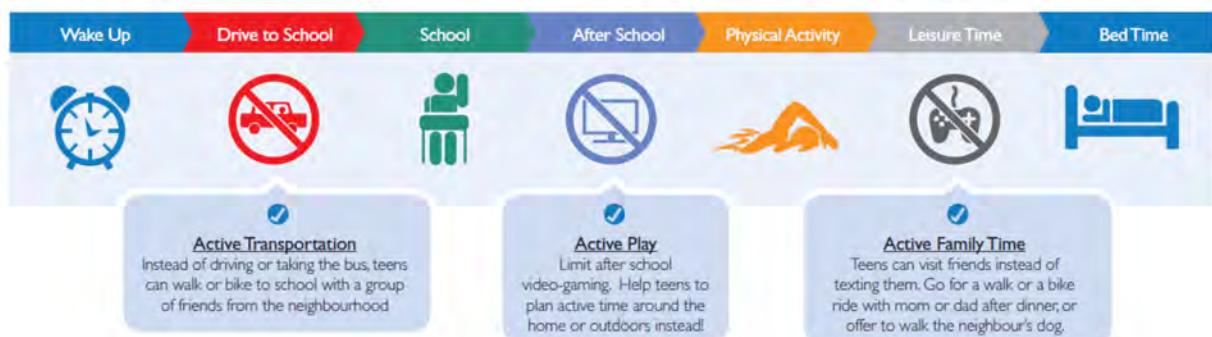 Wake Up
Drive to School
School
After School
Physical Activity
Leisure Time
Bed Time
Active Transportation
Instead of driving or taking the bus, teens
can walk or bike to school with a group
of friends from the neighbourhood
Active Play
Limit after school
video-gaming. Help teens to
plan active time around the
home or outdoors instead!
Active Family Time
Teens can visit friends instead of
texting them. Go for a walk or a bike
ride with mom or dad after dinner, or
offer to walk the neighbour's dog.